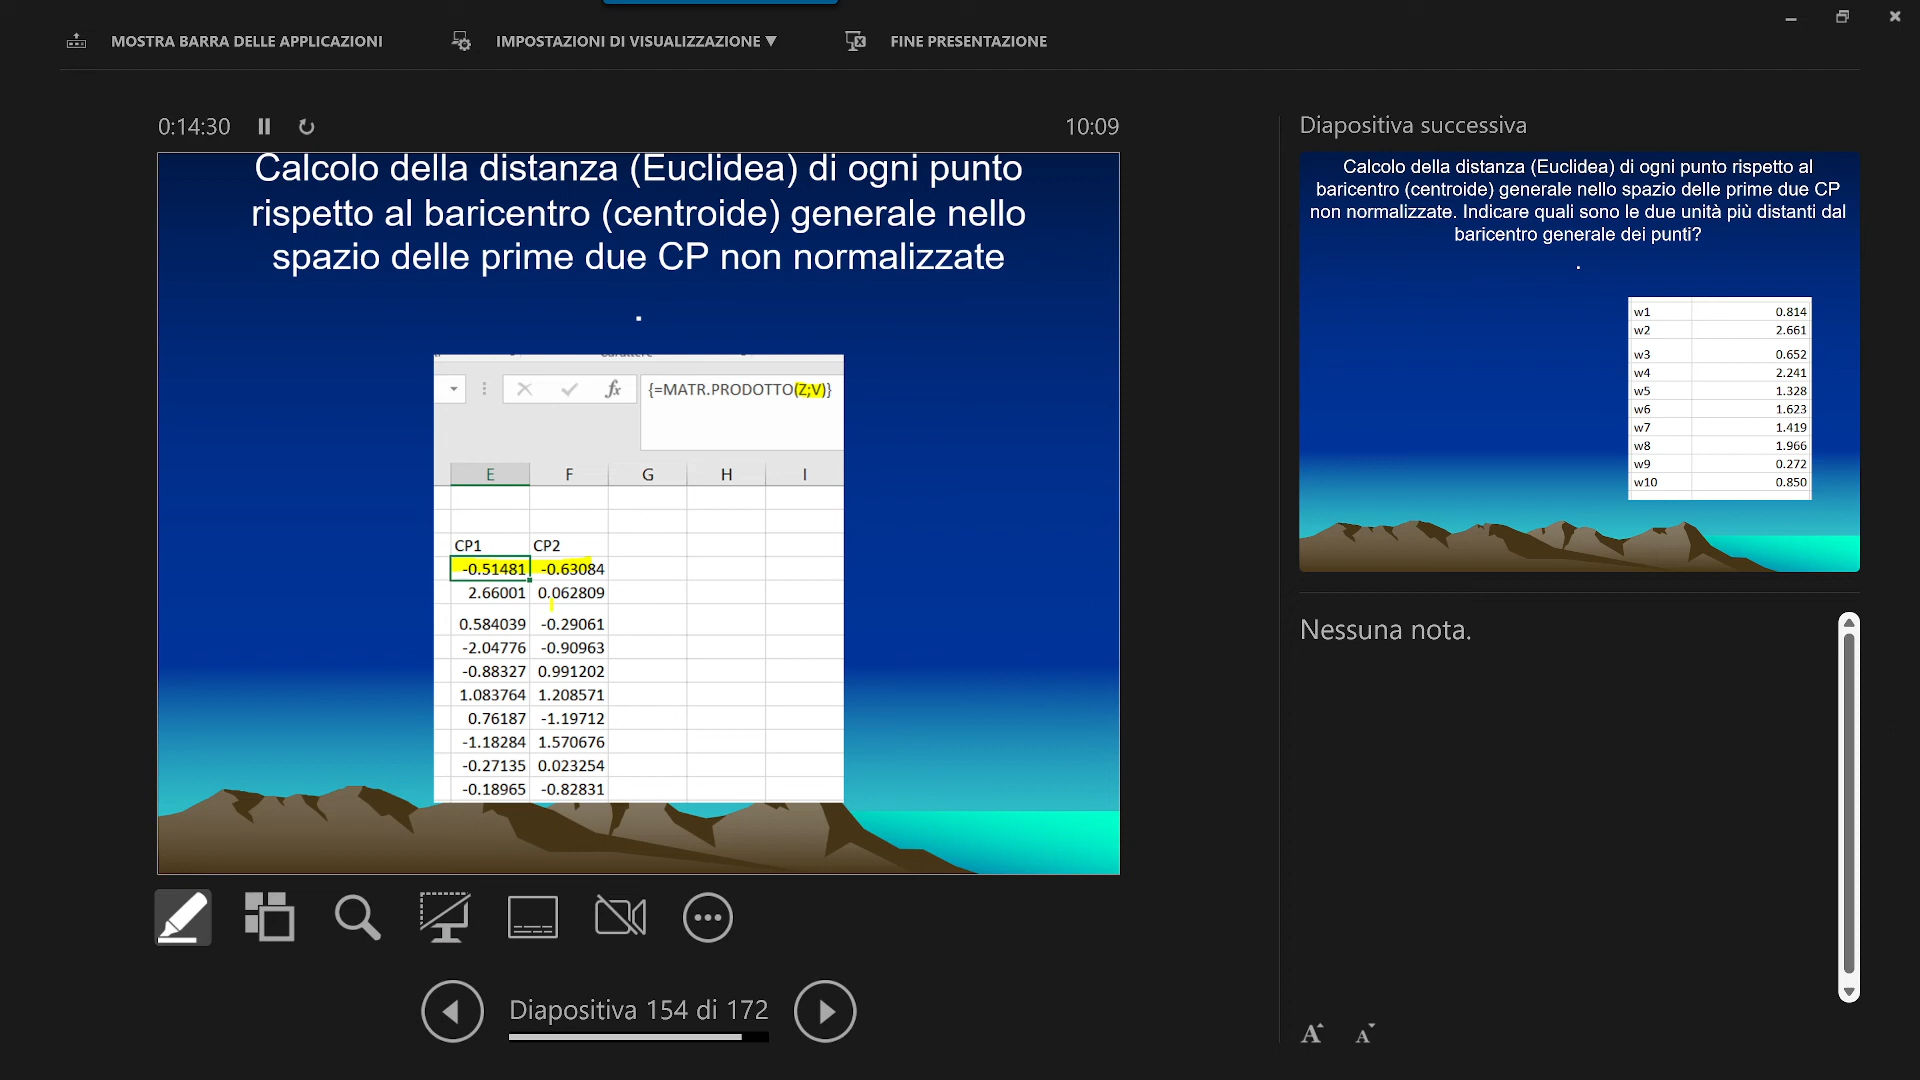 MOSTRA BARRA DELLE APPLICAZIONI
IMPOSTAZIONI DI VISUALIZZAZIONE ▼
FINE PRESENTAZIONE
0:14:30
10:09
Calcolo della distanza (Euclidea) di ogni punto
rispetto al baricentro (centroide) generale nello
spazio delle prime due CP non normalizzate
.
fx {=MATR.PRODOTTO(Z;V)}
E F G H I
CP1 CP2
-0.51481 -0.63084
2.66001 0.062809
0.584039 -0.29061
-2.04776 -0.90963
-0.88327 0.991202
1.083764 1.208571
0.76187 -1.19712
-1.18284 1.570676
-0.27135 0.023254
-0.18965 -0.82831
Diapositiva 154 di 172
Diapositiva successiva
Calcolo della distanza (Euclidea) di ogni punto rispetto al
baricentro (centroide) generale nello spazio delle prime due CP
non normalizzate. Indicare quali sono le due unità più distanti dal
baricentro generale dei punti?
.
w1 0.814
w2 2.661
w3 0.652
w4 2.241
w5 1.328
w6 1.623
w7 1.419
w8 1.966
w9 0.272
w10 0.850
Nessuna nota.
A A